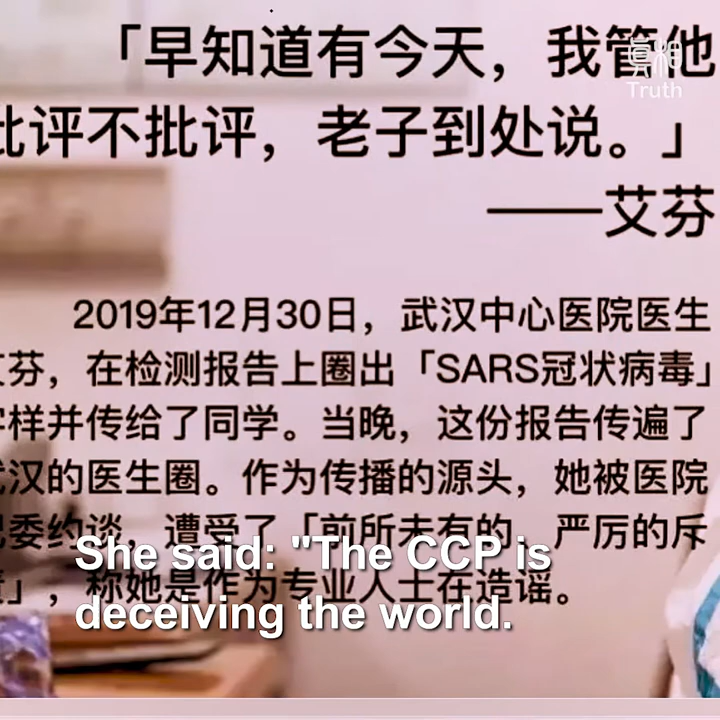 眞相
Truth
「早知道有今天，我管他
批评不批评，老子到处说。」
——艾芬
2019年12月30日，武汉中心医院医生
艾芬，在检测报告上圈出「SARS冠状病毒」
字样并传给了同学。当晚，这份报告传遍了
武汉的医生圈。作为传播的源头，她被医院
纪委约谈，遭受了「前所未有的、严厉的斥
责」，称她是作为专业人士在造谣。
She said: "The CCP is
deceiving the world.